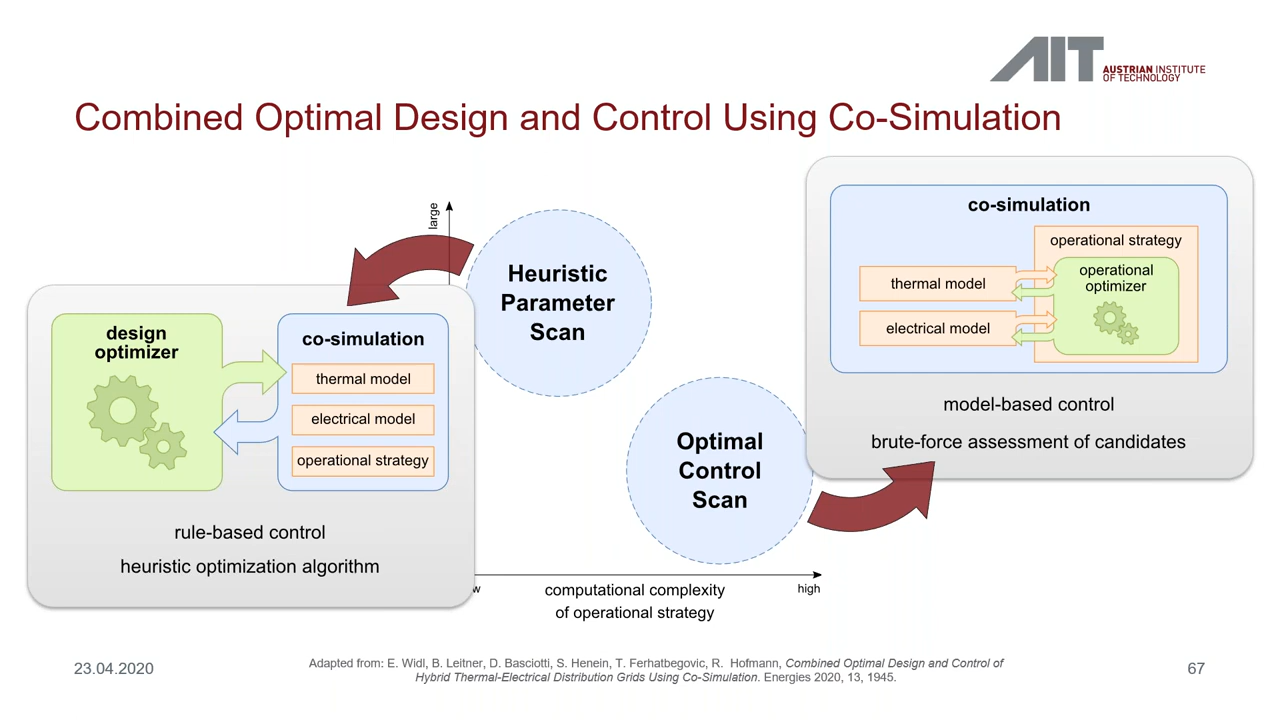 AIT AUSTRIAN INSTITUTE
OF TECHNOLOGY
Combined Optimal Design and Control Using Co-Simulation
large
Heuristic
Parameter
Scan
design
optimizer
co-simulation
thermal model
electrical model
operational strategy
rule-based control
heuristic optimization algorithm
Optimal
Control
Scan
co-simulation
operational strategy
operational
optimizer
thermal model
electrical model
model-based control
brute-force assessment of candidates
w
computational complexity
of operational strategy
high
23.04.2020
Adapted from: E. Widl, B. Leitner, D. Basciotti, S. Henein, T. Ferhatbegovic, R. Hofmann, Combined Optimal Design and Control of
Hybrid Thermal-Electrical Distribution Grids Using Co-Simulation. Energies 2020, 13, 1945.
67